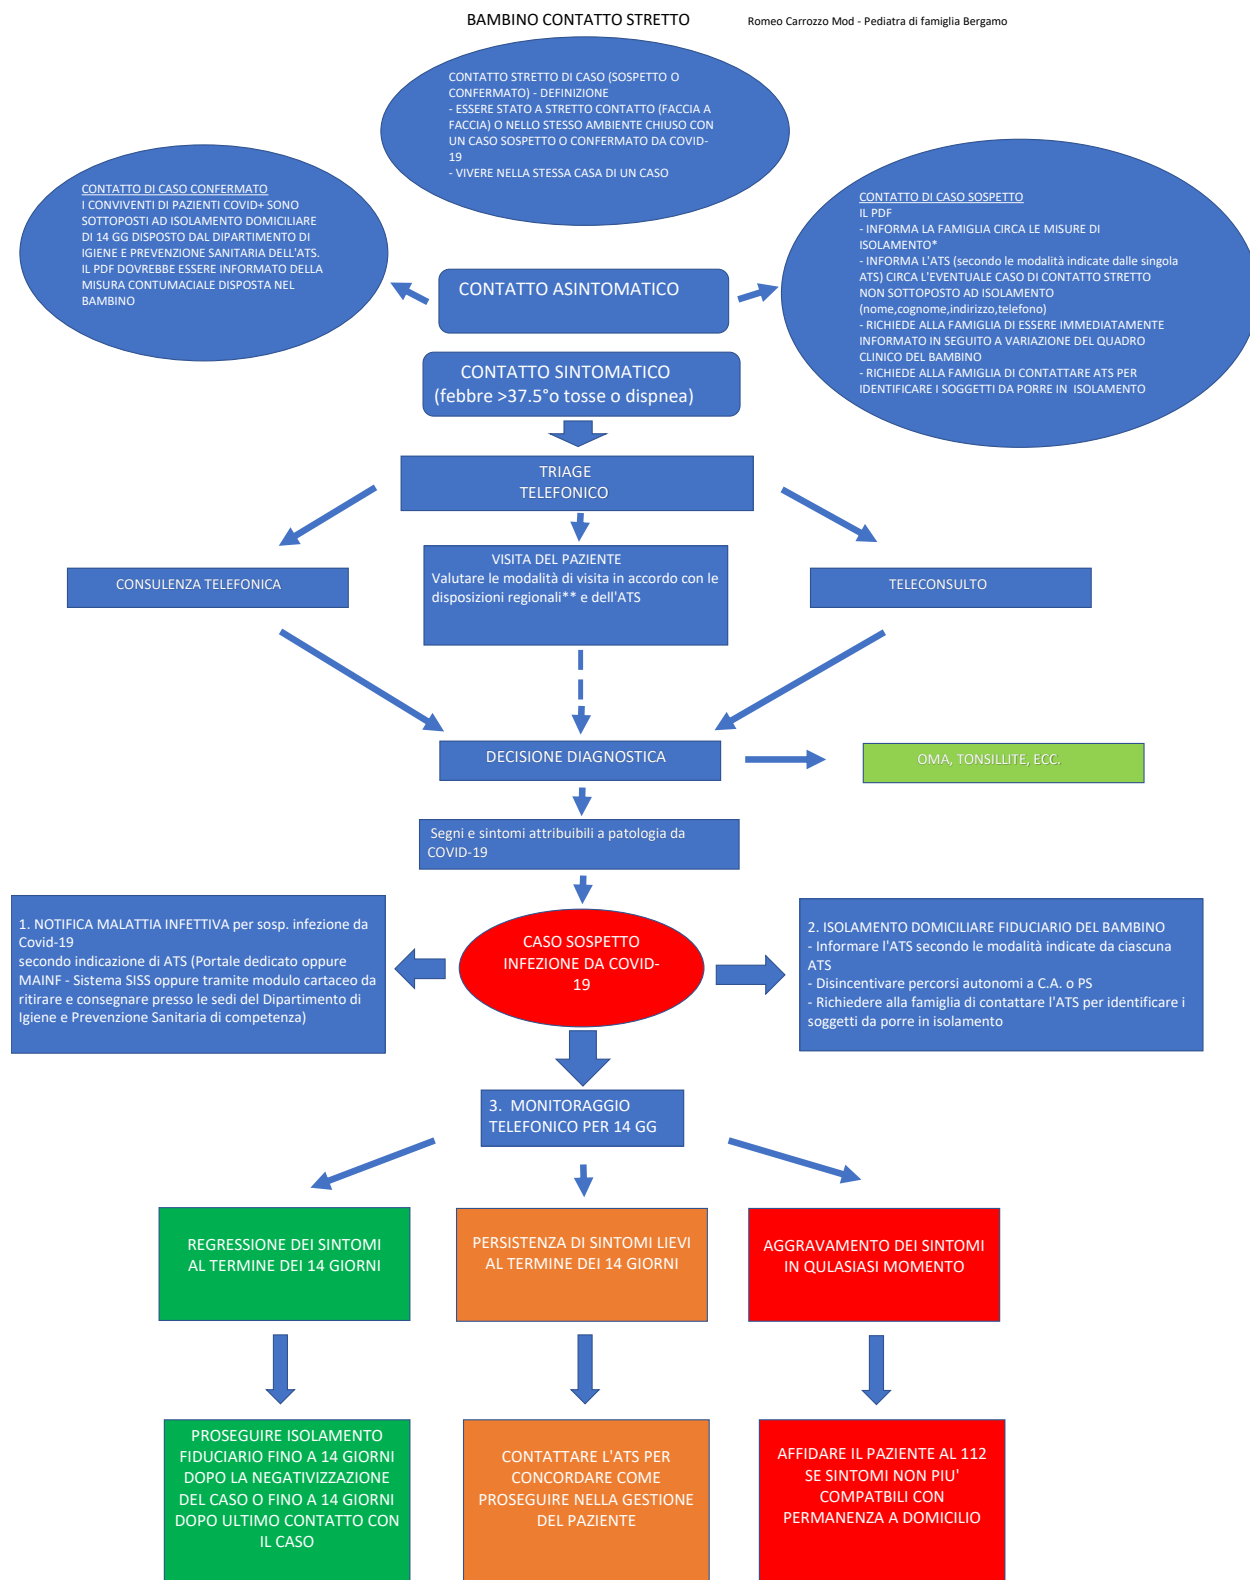 BAMBINO CONTATTO STRETTO
Romeo Carrozzo Mod - Pediatra di famiglia Bergamo
CONTATTO STRETTO DI CASO (SOSPETTO O
CONFERMATO) - DEFINIZIONE
- ESSERE STATO A STRETTO CONTATTO (FACCIA A
FACCIA) O NELLO STESSO AMBIENTE CHIUSO CON
UN CASO SOSPETTO O CONFERMATO DA COVID-
19
- VIVERE NELLA STESSA CASA DI UN CASO
CONTATTO DI CASO CONFERMATO
I CONVIVENTI DI PAZIENTI COVID+ SONO
SOTTOPOSTI AD ISOLAMENTO DOMICILIARE
DI 14 GG DISPOSTO DAL DIPARTIMENTO DI
IGIENE E PREVENZIONE SANITARIA DELL'ATS.
IL PDF DOVREBBE ESSERE INFORMATO DELLA
MISURA CONTUMACIALE DISPOSTA NEL
BAMBINO
CONTATTO DI CASO SOSPETTO
IL PDF
- INFORMA LA FAMIGLIA CIRCA LE MISURE DI
ISOLAMENTO*
- INFORMA L'ATS (secondo le modalità indicate dalle singola
ATS) CIRCA L'EVENTUALE CASO DI CONTATTO STRETTO
NON SOTTOPOSTO AD ISOLAMENTO
(nome,cognome,indirizzo,telefono)
- RICHIEDE ALLA FAMIGLIA DI ESSERE IMMEDIATAMENTE
INFORMATO IN SEGUITO A VARIAZIONE DEL QUADRO
CLINICO DEL BAMBINO
- RICHIEDE ALLA FAMIGLIA DI CONTATTARE ATS PER
IDENTIFICARE I SOGGETTI DA PORRE IN ISOLAMENTO
CONTATTO ASINTOMATICO
CONTATTO SINTOMATICO
(febbre >37.5°o tosse o dispnea)
TRIAGE
TELEFONICO
CONSULENZA TELEFONICA
VISITA DEL PAZIENTE
Valutare le modalità di visita in accordo con le
disposizioni regionali** e dell'ATS
TELECONSULTO
DECISIONE DIAGNOSTICA
OMA, TONSILLITE, ECC.
Segni e sintomi attribuibili a patologia da
COVID-19
1. NOTIFICA MALATTIA INFETTIVA per sosp. infezione da
Covid-19
secondo indicazione di ATS (Portale dedicato oppure
MAINF - Sistema SISS oppure tramite modulo cartaceo da
ritirare e consegnare presso le sedi del Dipartimento di
Igiene e Prevenzione Sanitaria di competenza)
CASO SOSPETTO
INFEZIONE DA COVID-
19
2. ISOLAMENTO DOMICILIARE FIDUCIARIO DEL BAMBINO
- Informare l'ATS secondo le modalità indicate da ciascuna
ATS
- Disincentivare percorsi autonomi a C.A. o PS
- Richiedere alla famiglia di contattare l'ATS per identificare i
soggetti da porre in isolamento
3. MONITORAGGIO
TELEFONICO PER 14 GG
REGRESSIONE DEI SINTOMI
AL TERMINE DEI 14 GIORNI
PERSISTENZA DI SINTOMI LIEVI
AL TERMINE DEI 14 GIORNI
AGGRAVAMENTO DEI SINTOMI
IN QULASIASI MOMENTO
PROSEGUIRE ISOLAMENTO
FIDUCIARIO FINO A 14 GIORNI
DOPO LA NEGATIVIZZAZIONE
DEL CASO O FINO A 14 GIORNI
DOPO ULTIMO CONTATTO CON
IL CASO
CONTATTARE L'ATS PER
CONCORDARE COME
PROSEGUIRE NELLA GESTIONE
DEL PAZIENTE
AFFIDARE IL PAZIENTE AL 112
SE SINTOMI NON PIU'
COMPATBILI CON
PERMANENZA A DOMICILIO